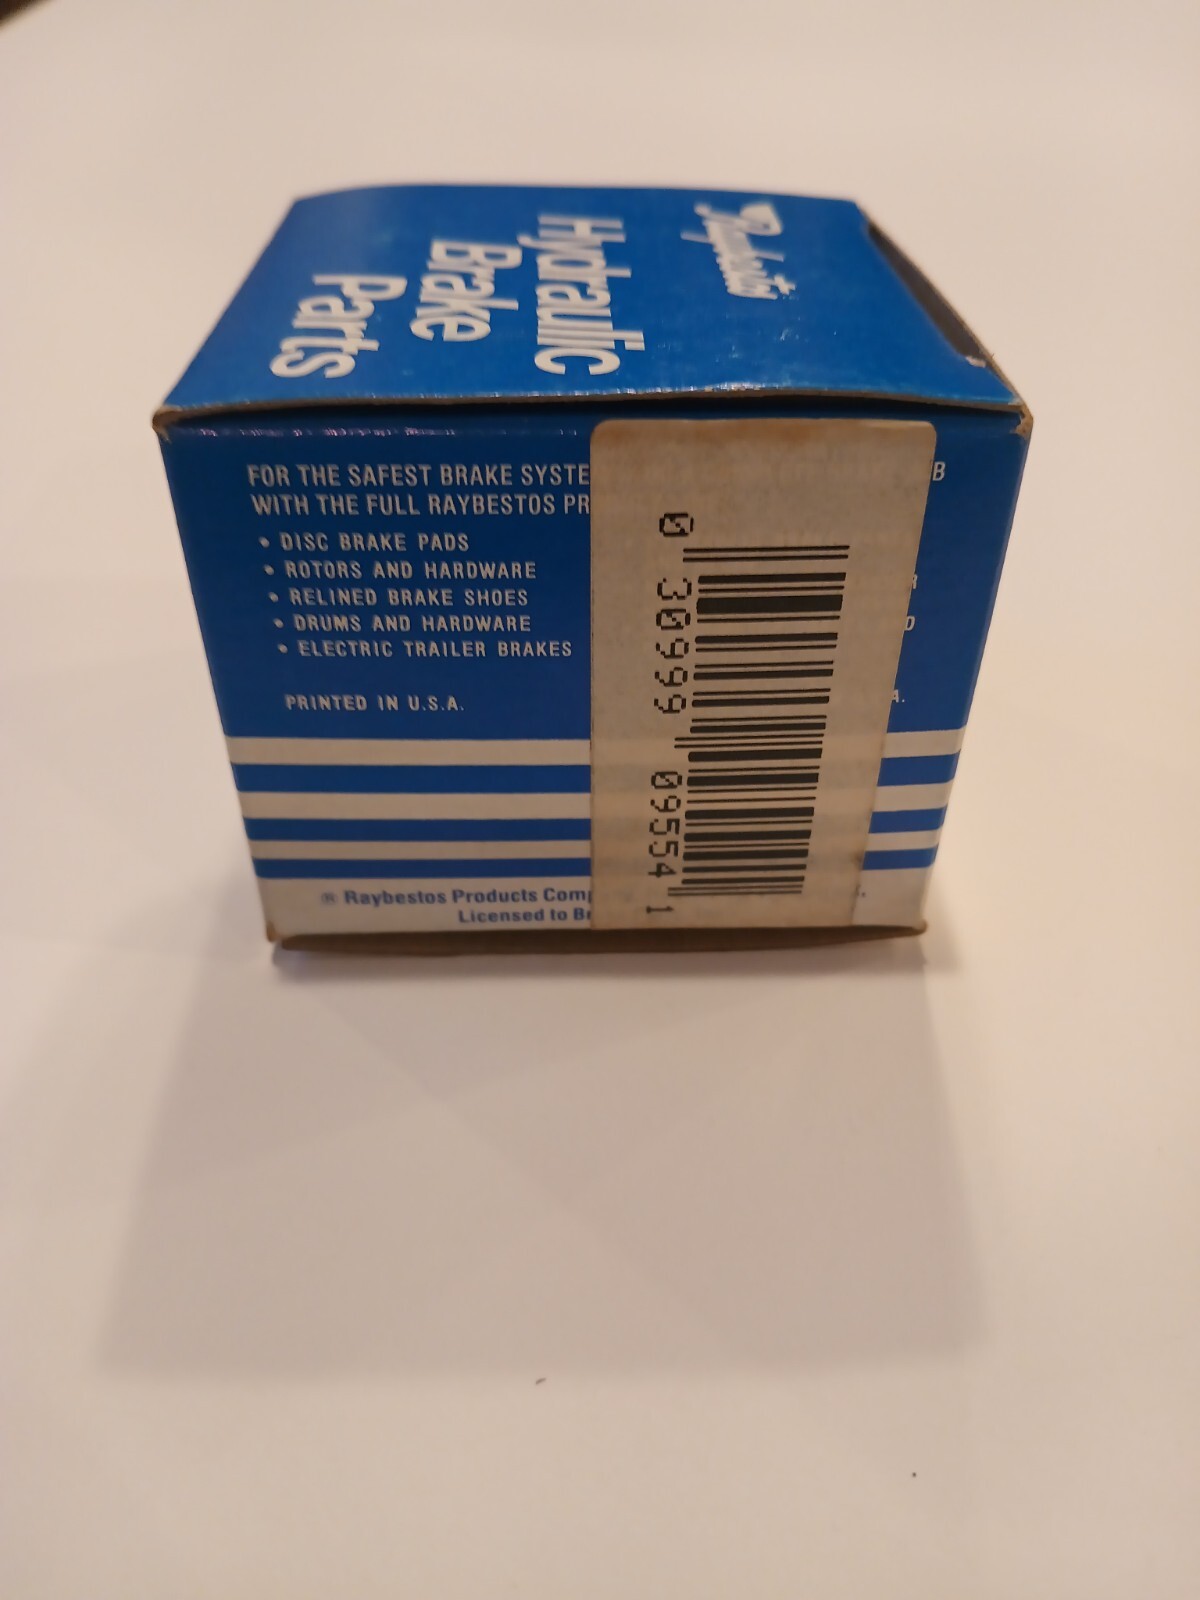 Raybestos
Hydraulic
Brake
Parts
FOR THE SAFEST BRAKE SYSTE B
WITH THE FULL RAYBESTOS PR
• DISC BRAKE PADS
• ROTORS AND HARDWARE R
• RELINED BRAKE SHOES
• DRUMS AND HARDWARE D
• ELECTRIC TRAILER BRAKES
PRINTED IN U.S.A. A.
® Raybestos Products Comp
Licensed to Br
0 30999 09554 1